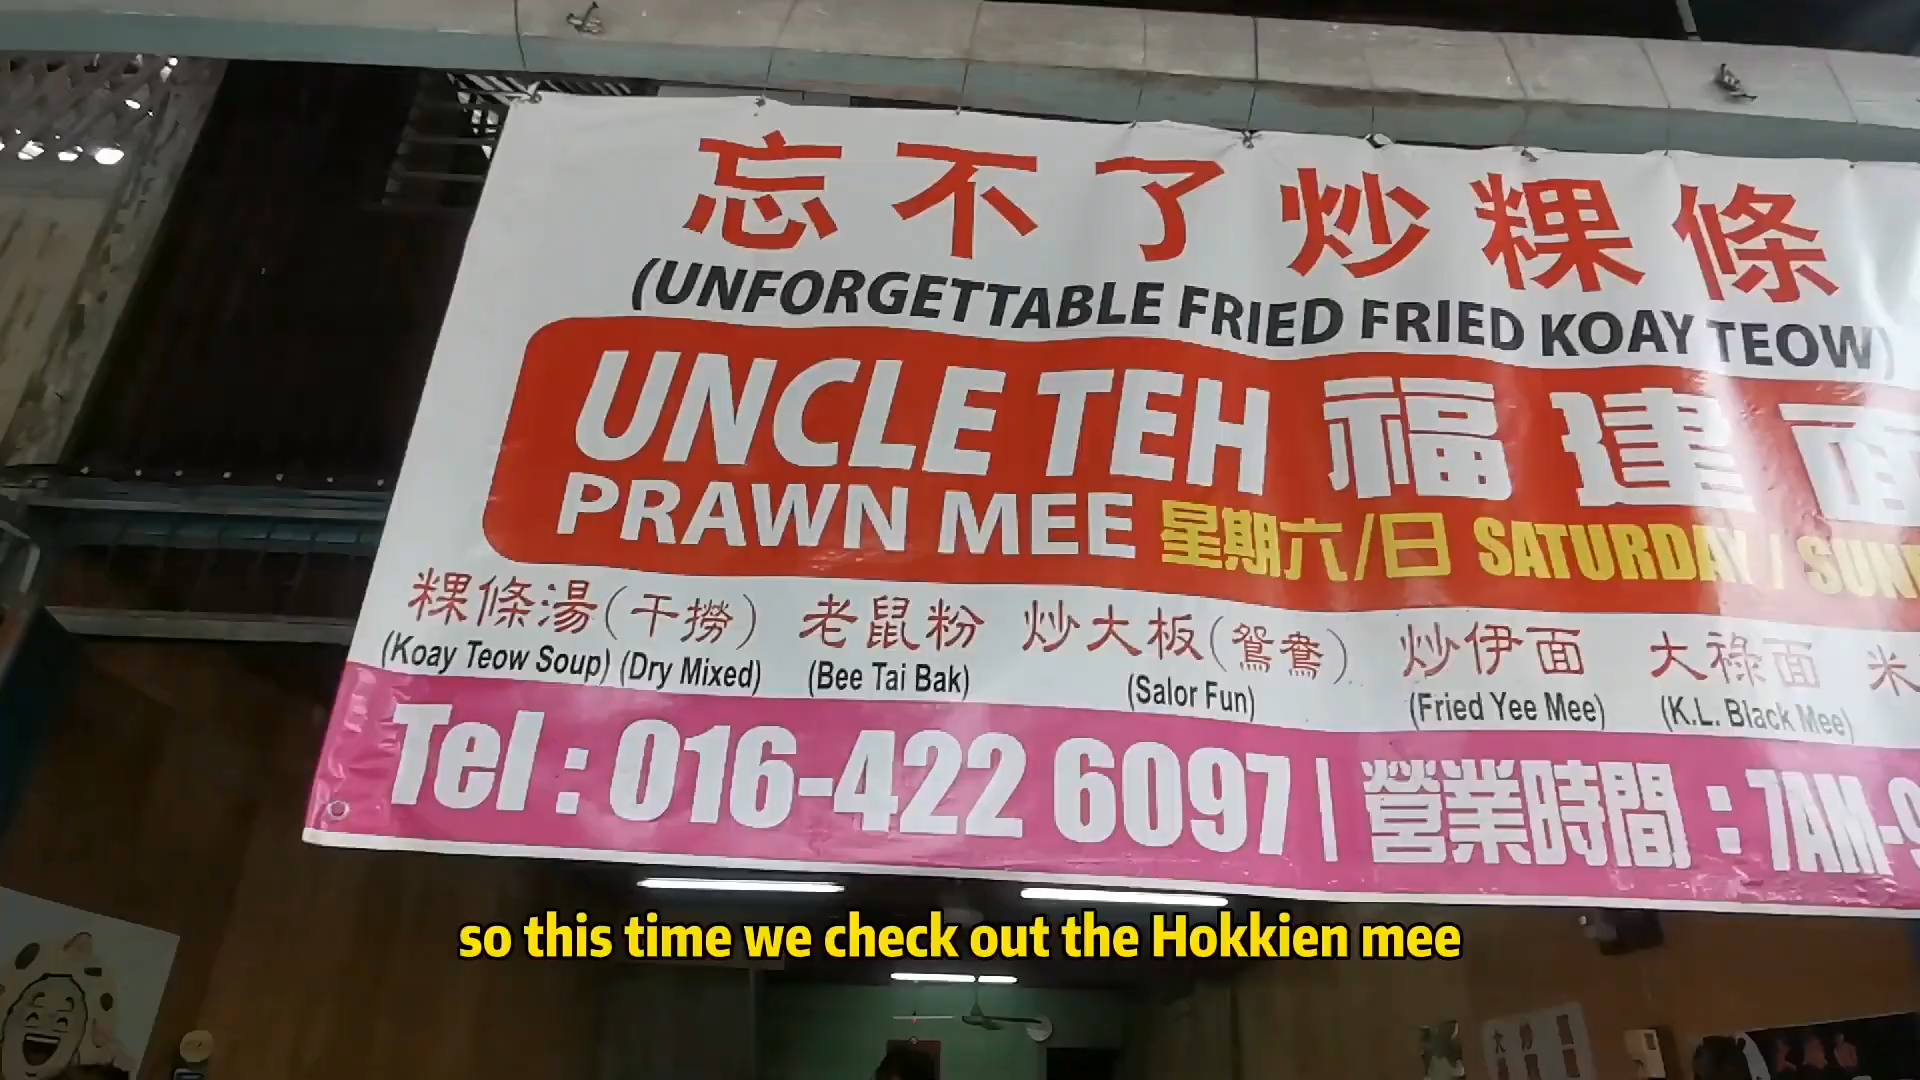 忘不了炒粿條
(UNFORGETTABLE FRIED FRIED KOAY TEOW)
UNCLE TEH 福建面
PRAWN MEE 星期六/日 SATURDAY / SUN
粿條湯(干撈) 老鼠粉 炒大板(鴛鴦) 炒伊面 大祿面 米
(Koay Teow Soup) (Dry Mixed) (Bee Tai Bak) (Salor Fun) (Fried Yee Mee) (K.L. Black Mee)
Tel : 016-422 6097 | 營業時間 : 7AM-9
so this time we check out the Hokkien mee